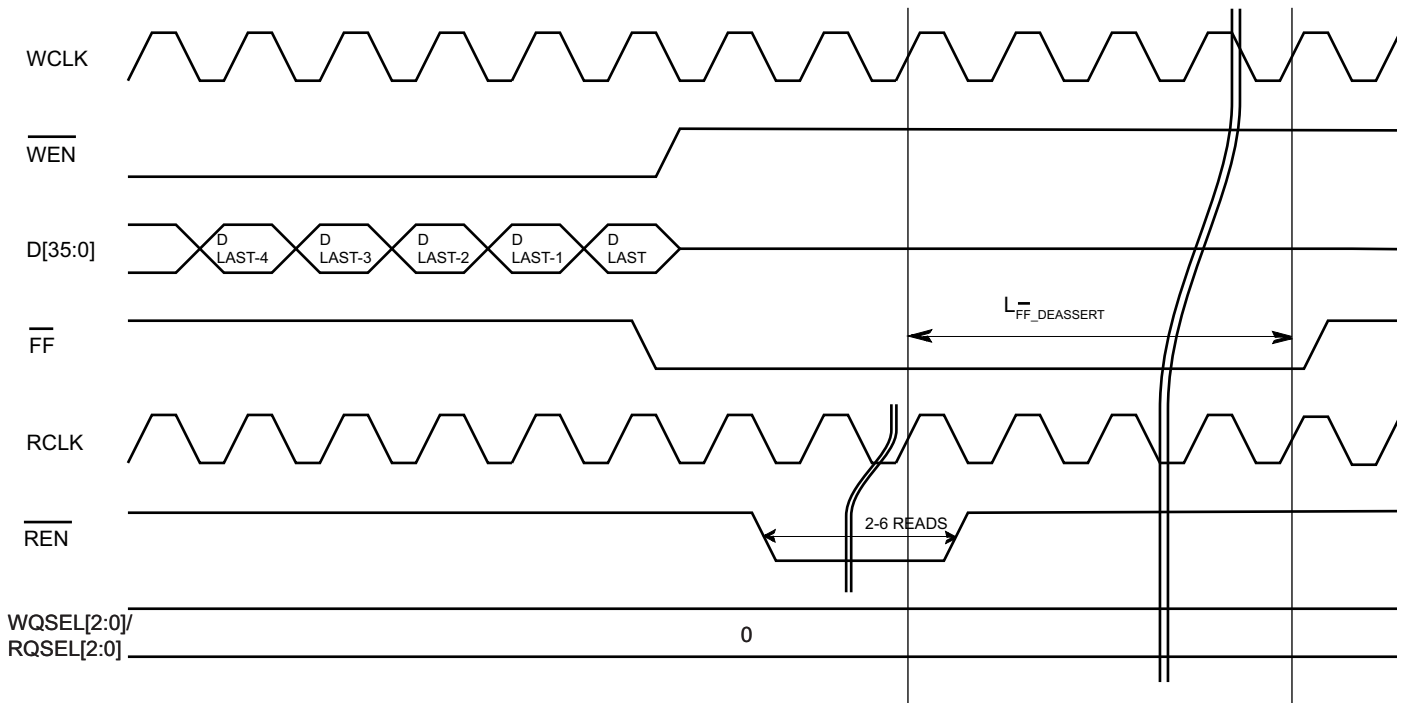 WCLK
WEN
D[35:0]
D
LAST-4
D
LAST-3
D
LAST-2
D
LAST-1
D
LAST
LFF_DEASSERT
FF
RCLK
REN
2-6 READS
WQSEL[2:0]/
RQSEL[2:0]
0